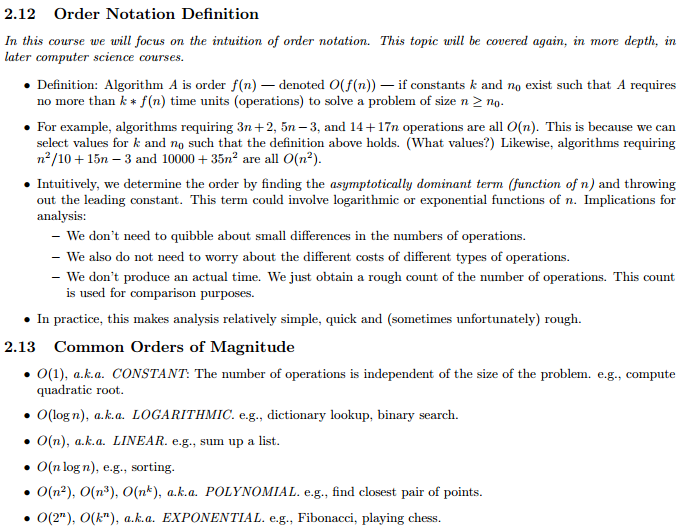 2.12 Order Notation Definition
In this course we will focus on the intuition of order notation. This topic will be covered again, in more depth, in
later computer science courses.
• Definition: Algorithm A is order f(n) — denoted O(f(n)) — if constants k and n₀ exist such that A requires
no more than k ∗ f(n) time units (operations) to solve a problem of size n ≥ n₀.
• For example, algorithms requiring 3n + 2, 5n − 3, and 14 + 17n operations are all O(n). This is because we can
select values for k and n₀ such that the definition above holds. (What values?) Likewise, algorithms requiring
n²/10 + 15n − 3 and 10000 + 35n² are all O(n²).
• Intuitively, we determine the order by finding the asymptotically dominant term (function of n) and throwing
out the leading constant. This term could involve logarithmic or exponential functions of n. Implications for
analysis:
– We don't need to quibble about small differences in the numbers of operations.
– We also do not need to worry about the different costs of different types of operations.
– We don't produce an actual time. We just obtain a rough count of the number of operations. This count
is used for comparison purposes.
• In practice, this makes analysis relatively simple, quick and (sometimes unfortunately) rough.
2.13 Common Orders of Magnitude
• O(1), a.k.a. CONSTANT: The number of operations is independent of the size of the problem. e.g., compute
quadratic root.
• O(log n), a.k.a. LOGARITHMIC. e.g., dictionary lookup, binary search.
• O(n), a.k.a. LINEAR. e.g., sum up a list.
• O(n log n), e.g., sorting.
• O(n²), O(n³), O(nᵏ), a.k.a. POLYNOMIAL. e.g., find closest pair of points.
• O(2ⁿ), O(kⁿ), a.k.a. EXPONENTIAL. e.g., Fibonacci, playing chess.